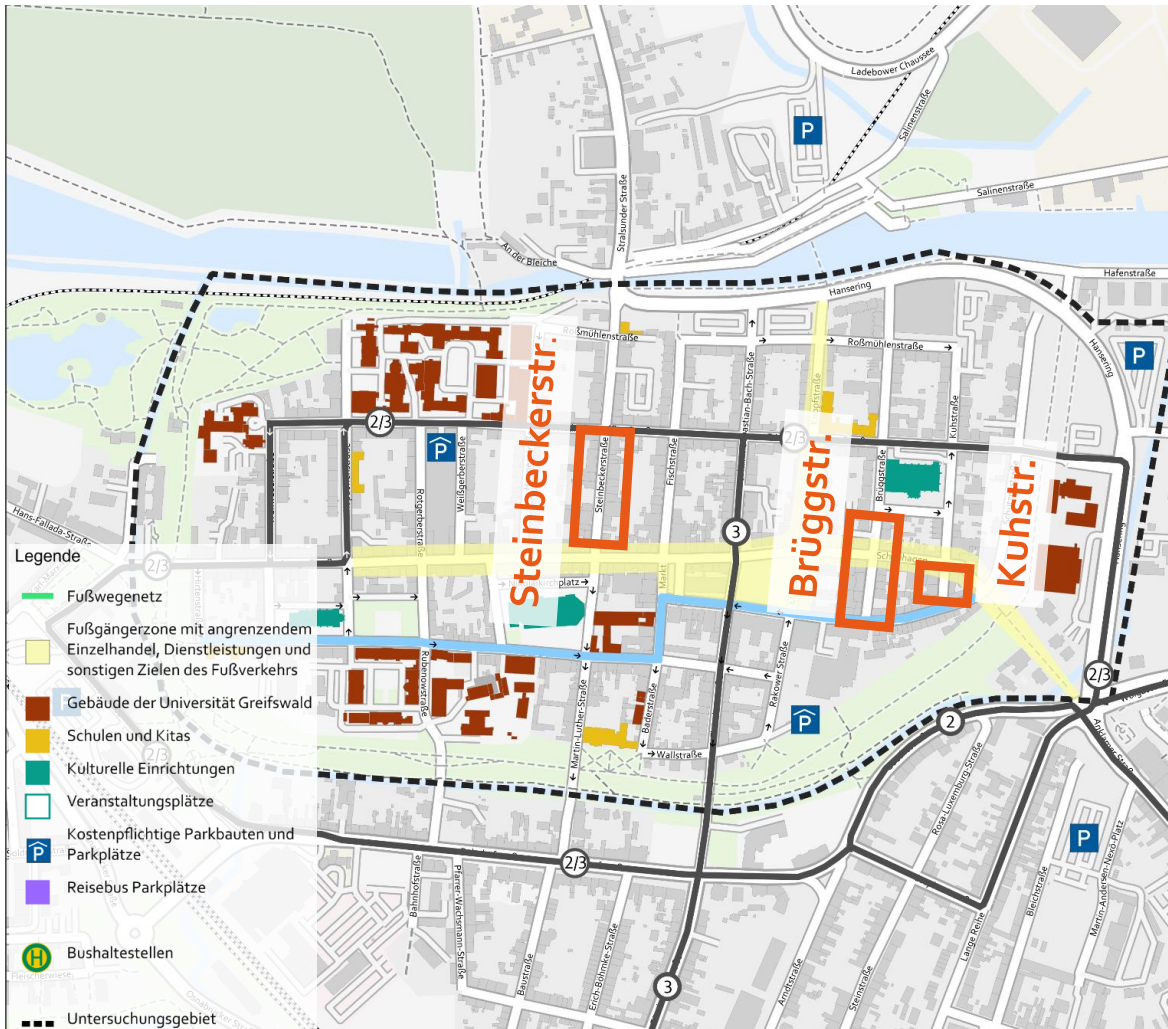 Ladebower Chaussee
P
Salinenstraße
Salinenstraße
Stralsunder Straße
An der Bleiche
Hafenstraße
Hansering
Hansering
P
Roßmühlenstraße
Roßmühlenstraße
Steinbeckerstr.
Brüggstr.
Kuhstr.
2/3
2/3
P
Kuhstraße
Brüggstraße
Fischstraße
Steinbeckerstraße
Weißgerberstraße
Rotgerberstraße
Hans-Fallada-Straße
2/3
3
Markt
Rubenowstraße
Martin-Luther-Straße
Baderstraße
Wallstraße
Rakower Straße
P
2/3
2
Rosa-Luxemburg-Straße
2/3
2/3
P
Bahnhofstraße
Pfarrer-Wachsmann-Straße
Baustraße
Erich-Böhmke-Straße
3
Arndtstraße
Steinstraße
Lange Reihe
Bleichstraße
Martin-Andersen-Nexö-Platz
Fleischerwiese
Legende
Fußwegenetz
Fußgängerzone mit angrenzendem
Einzelhandel, Dienstleistungen und
sonstigen Zielen des Fußverkehrs
Gebäude der Universität Greifswald
Schulen und Kitas
Kulturelle Einrichtungen
Veranstaltungsplätze
P Kostenpflichtige Parkbauten und
Parkplätze
Reisebus Parkplätze
H Bushaltestellen
Untersuchungsgebiet